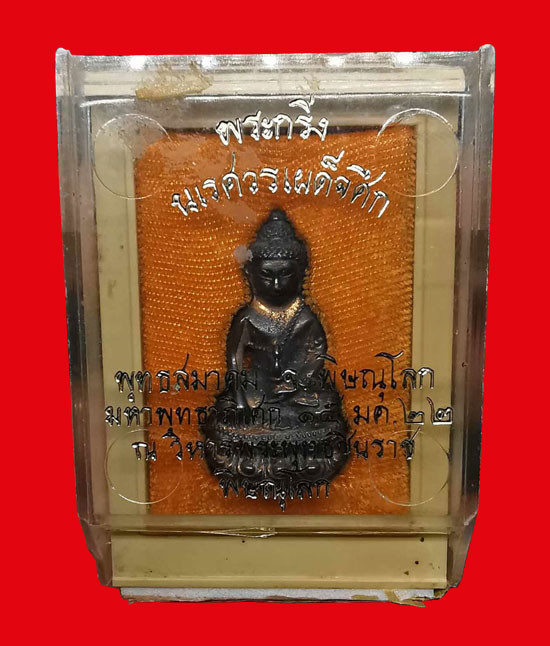 พระกริ่ง
นเรศวรเผด็จศึก
พุทธสมาคม จ. พิษณุโลก
มหาพุทธาภิเศก ๑๕ มค.๒๒
ณ วิหารพระพุทธชินราช
พิษณุโลก